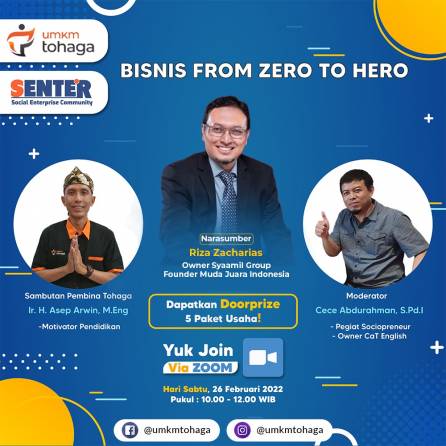 umkm
tohaga
SENTER
Social Enterprise Community
BISNIS FROM ZERO TO HERO
Narasumber
Riza Zacharias
Owner Syaamil Group
Founder Muda Juara Indonesia
Sambutan Pembina Tohaga
Ir. H. Asep Arwin, M.Eng
-Motivator Pendidikan
Moderator
Cece Abdurahman, S.Pd.I
- Pegiat Sociopreneur
- Owner CaT English
Dapatkan Doorprize
5 Paket Usaha!
Yuk Join
Via ZOOM
Hari Sabtu, 26 Februari 2022
Pukul : 10.00 - 12.00 WIB
@umkmtohaga
@umkmtohaga